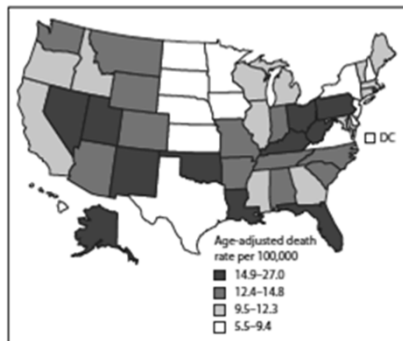 DC
Age-adjusted death
rate per 100,000
14.9–27.0
12.4–14.8
9.5–12.3
5.5–9.4